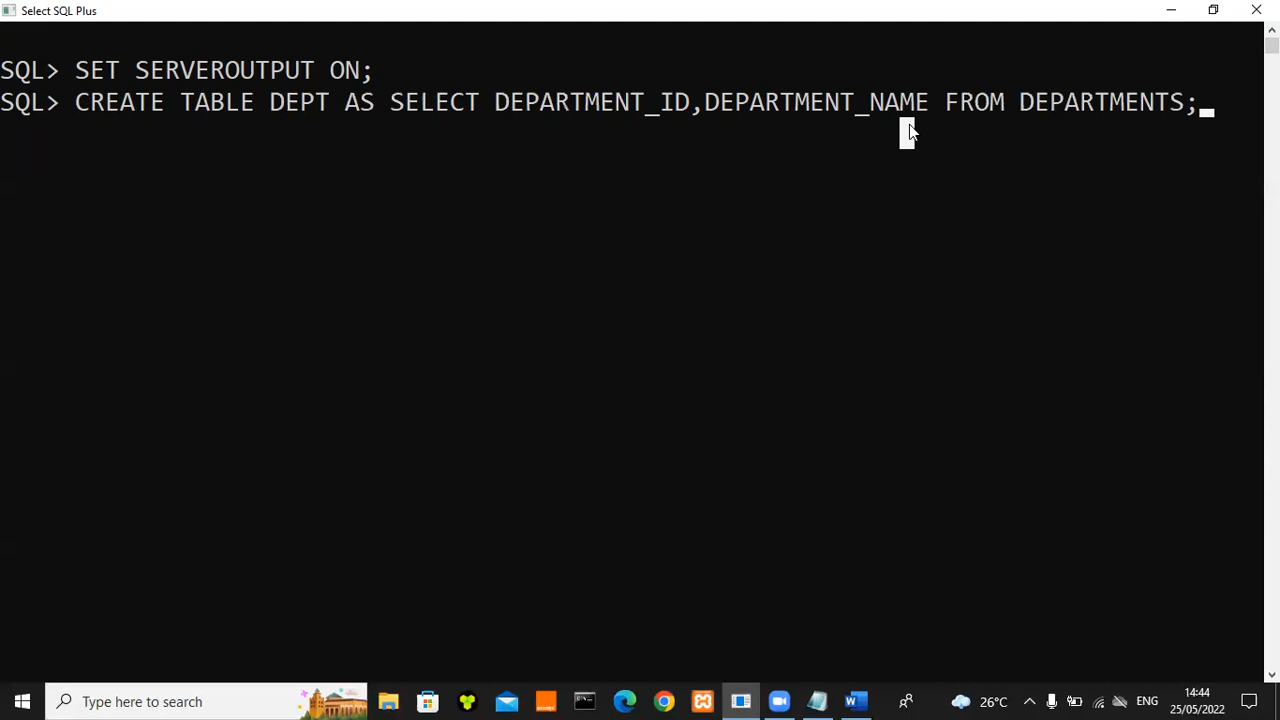 Select SQL Plus
SQL> SET SERVEROUTPUT ON;
SQL> CREATE TABLE DEPT AS SELECT DEPARTMENT_ID,DEPARTMENT_NAME FROM DEPARTMENTS;
Type here to search
26°C
ENG
14:44
25/05/2022